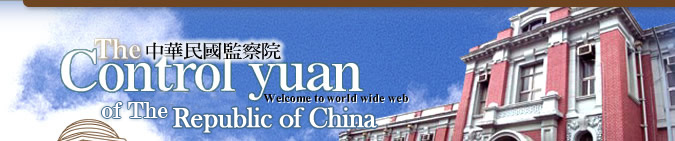 The 中華民國監察院
Control yuan
Welcome to world wide web
of The Republic of China